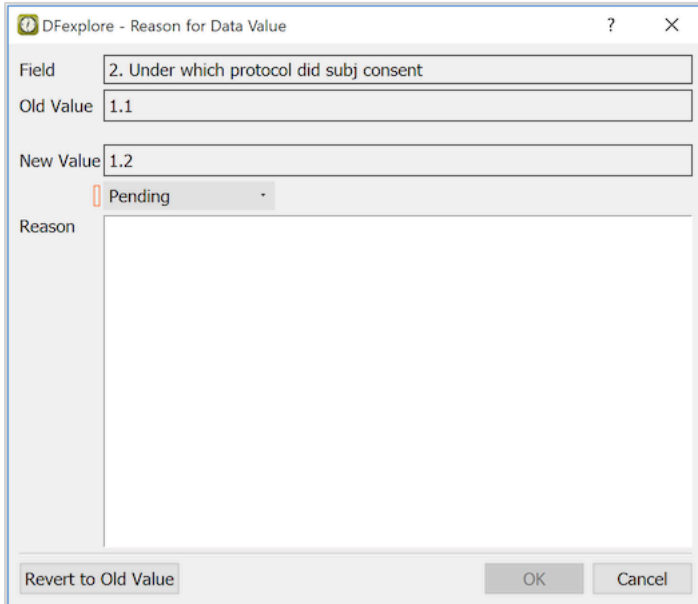 DFexplore - Reason for Data Value
Field 2. Under which protocol did subj consent
Old Value 1.1
New Value 1.2
Pending
Reason
Revert to Old Value OK Cancel